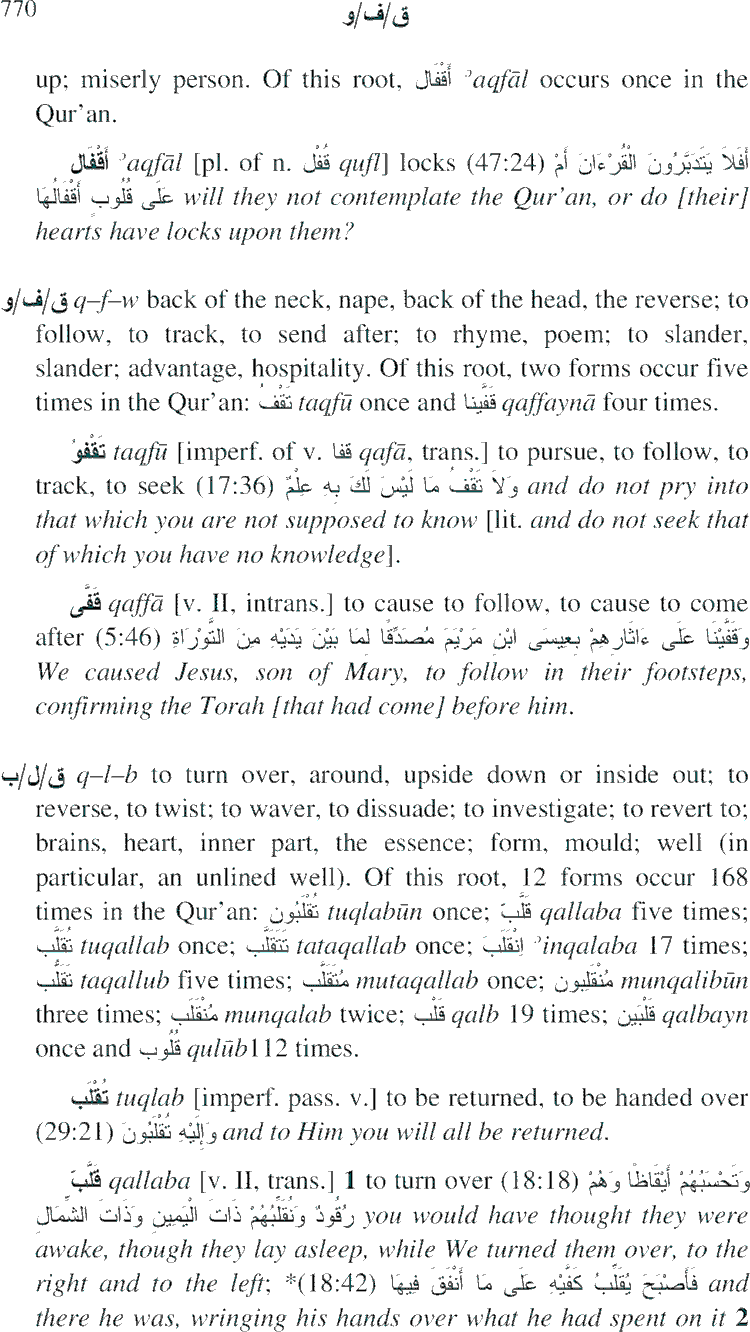 770
ق/ف/و
up; miserly person. Of this root, أَقْفَال ʾaqfāl occurs once in the
Qur’an.
أَقْفَال ʾaqfāl [pl. of n. قُفْل qufl] locks (47:24) أَفَلاَ يَتَدَبَّرُونَ الْقُرْءَانَ أَمْ
عَلَى قُلُوبٍ أَقْفَالُهَا will they not contemplate the Qur’an, or do [their]
hearts have locks upon them?
ق/ف/و q–f–w back of the neck, nape, back of the head, the reverse; to
follow, to track, to send after; to rhyme, poem; to slander,
slander; advantage, hospitality. Of this root, two forms occur five
times in the Qur’an: تَقْفُ taqfū once and قَفَّينا qaffaynā four times.
تَقْفُو taqfū [imperf. of v. قفا qafā, trans.] to pursue, to follow, to
track, to seek (17:36) وَلاَ تَقْفُ مَا لَيْسَ لَكَ بِهِ عِلْمٌ and do not pry into
that which you are not supposed to know [lit. and do not seek that
of which you have no knowledge].
قَفَّى qaffā [v. II, intrans.] to cause to follow, to cause to come
after (5:46) وَقَفَّيْنَا عَلَى ءَاثَارِهِمْ بِعِيسَى ابْنِ مَرْيَمَ مُصَدِّقًا لِمَا بَيْنَ يَدَيْهِ مِنَ التَّوْرَاةِ
We caused Jesus, son of Mary, to follow in their footsteps,
confirming the Torah [that had come] before him.
ق/ل/ب q–l–b to turn over, around, upside down or inside out; to
reverse, to twist; to waver, to dissuade; to investigate; to revert to;
brains, heart, inner part, the essence; form, mould; well (in
particular, an unlined well). Of this root, 12 forms occur 168
times in the Qur’an: تُقْلَبُون tuqlabūn once; قَلَّبَ qallaba five times;
تُقَلَّب tuqallab once; تَتَقَلَّب tataqallab once; اِنْقَلَبَ ʾinqalaba 17 times;
تَقَلُّب taqallub five times; مُتَقَلَّب mutaqallab once; مُنْقَلِبون munqalibūn
three times; مُنْقَلَب munqalab twice; قَلْب qalb 19 times; قَلْبَيْن qalbayn
once and قُلُوب qulūb112 times.
تُقْلَب tuqlab [imperf. pass. v.] to be returned, to be handed over
(29:21) وَإِلَيْهِ تُقْلَبُونَ and to Him you will all be returned.
قَلَّبَ qallaba [v. II, trans.] 1 to turn over (18:18) وَتَحْسَبُهُمْ أَيْقَاظًا وَهُمْ
رُقُودٌ وَنُقَلِّبُهُمْ ذَاتَ الْيَمِينِ وَذَاتَ الشِّمَالِ you would have thought they were
awake, though they lay asleep, while We turned them over, to the
right and to the left; *(18:42) فَأَصْبَحَ يُقَلِّبُ كَفَّيْهِ عَلَى مَا أَنْفَقَ فِيهَا and
there he was, wringing his hands over what he had spent on it 2